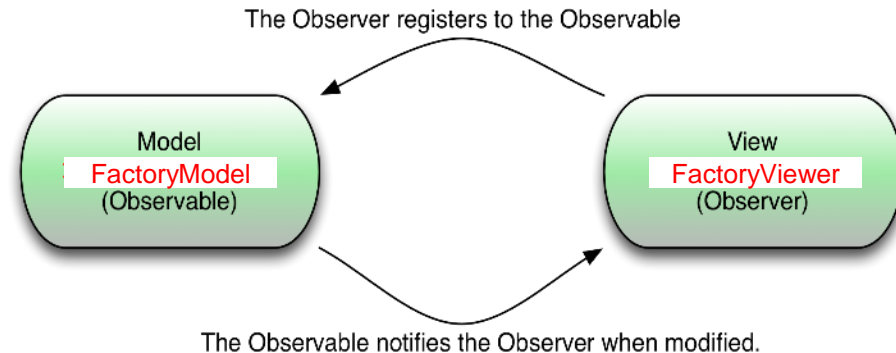 The Observer registers to the Observable
Model
FactoryModel
(Observable)
View
FactoryViewer
(Observer)
The Observable notifies the Observer when modified.